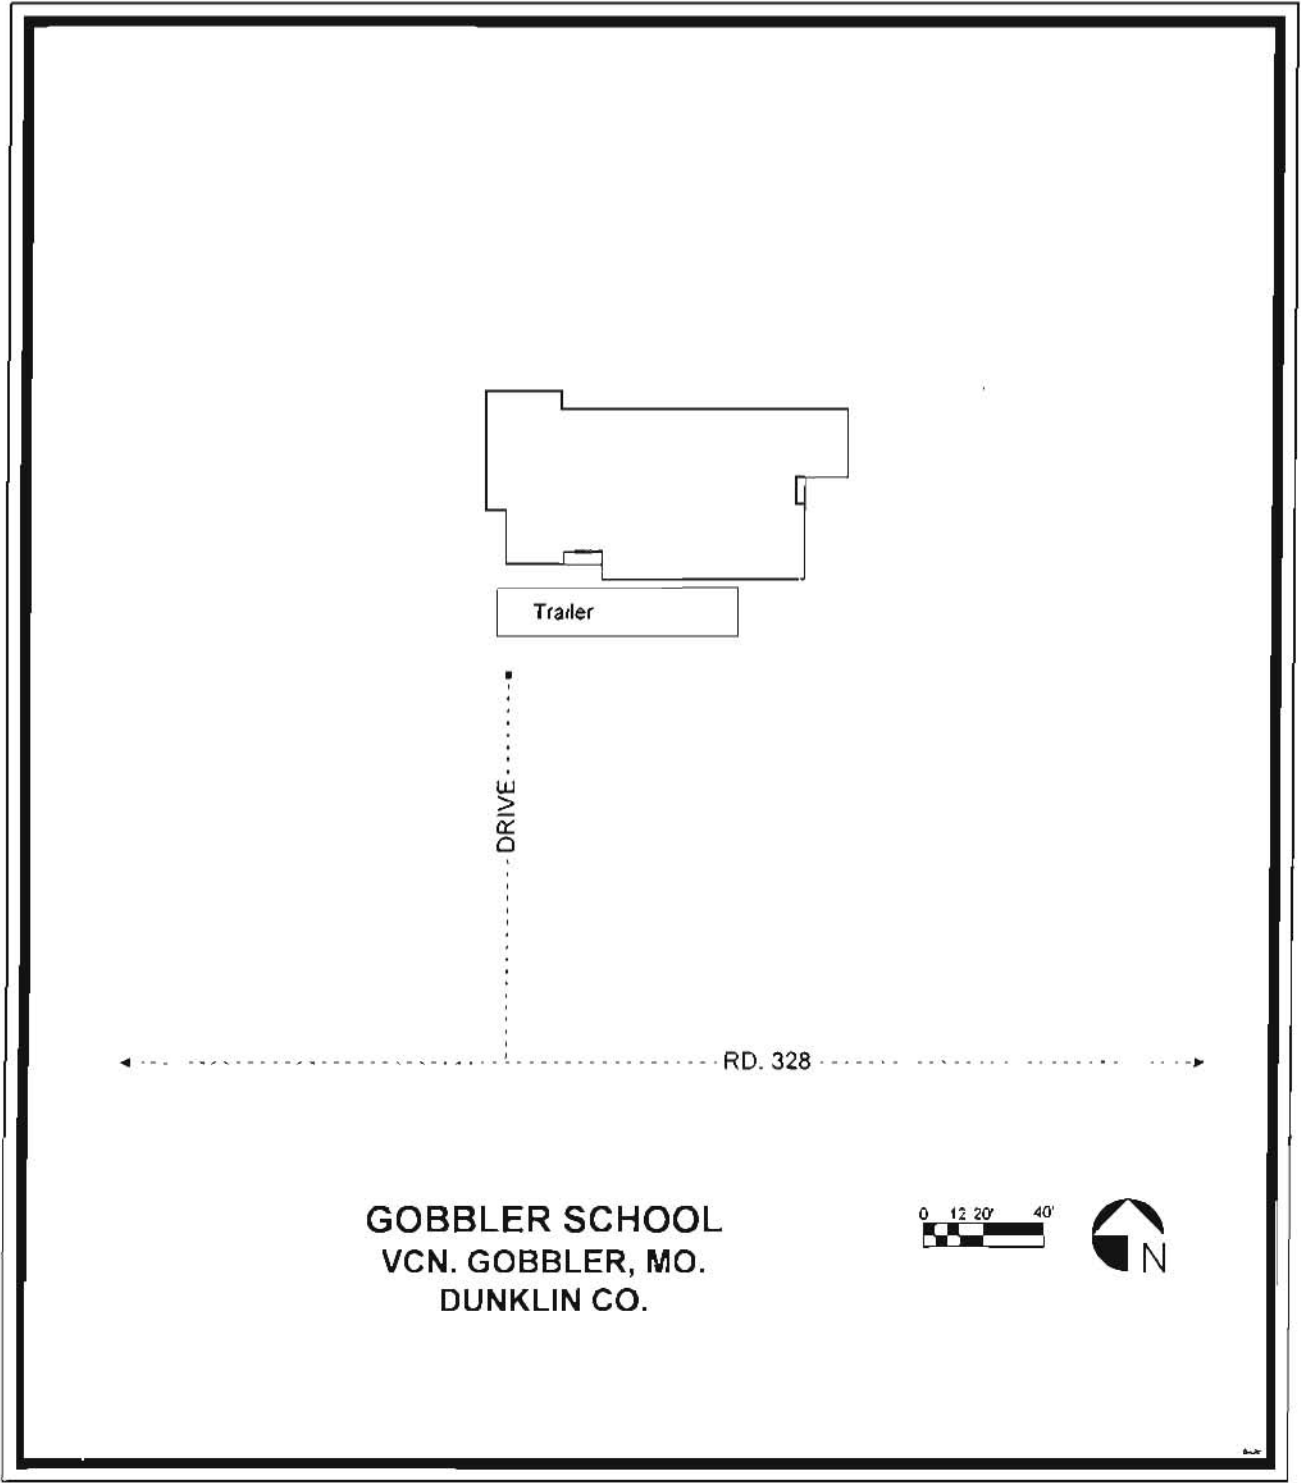 Trailer
DRIVE
RD. 328
GOBBLER SCHOOL
VCN. GOBBLER, MO.
DUNKLIN CO.
0 12 20' 40'
N